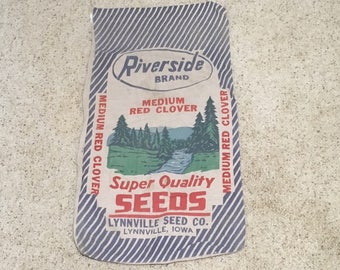 Riverside
BRAND
MEDIUM
RED CLOVER
MEDIUM RED CLOVER
MEDIUM RED CLOVER
Super Quality
SEEDS
LYNNVILLE SEED CO.
LYNNVILLE, IOWA